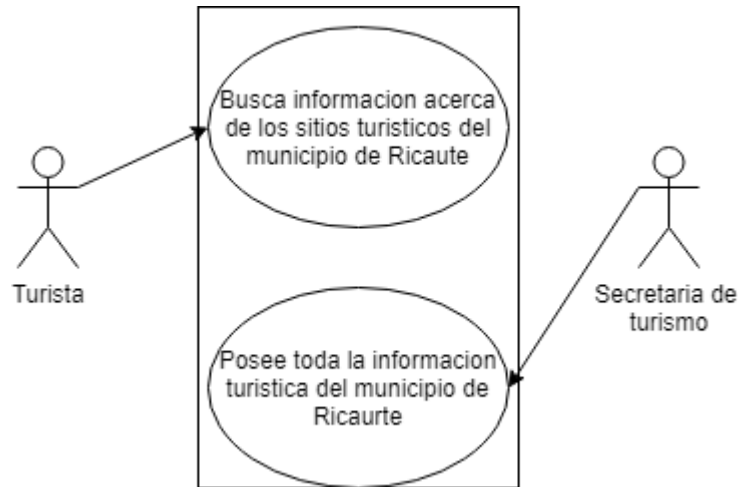 Busca informacion acerca
de los sitios turisticos del
municipio de Ricaute
Turista
Secretaria de
turismo
Posee toda la informacion
turistica del municipio de
Ricaurte